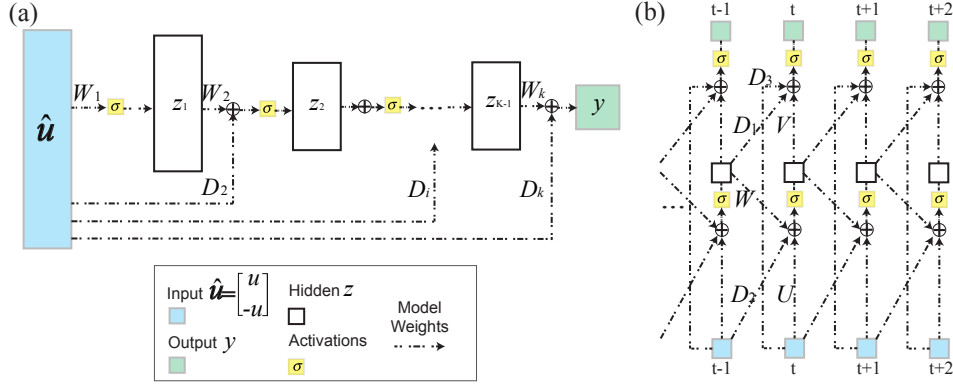 (a)
û
W1
σ
z1
W2
σ
z2
σ
zK-1
Wk
y
D2
Di
Dk
Input û=[u -u]
Hidden z
Output y
Activations
σ
Model
Weights
(b)
t-1 t t+1 t+2
σ σ σ σ
D3
D1 V
σ W σ σ σ
D2 U
t-1 t t+1 t+2